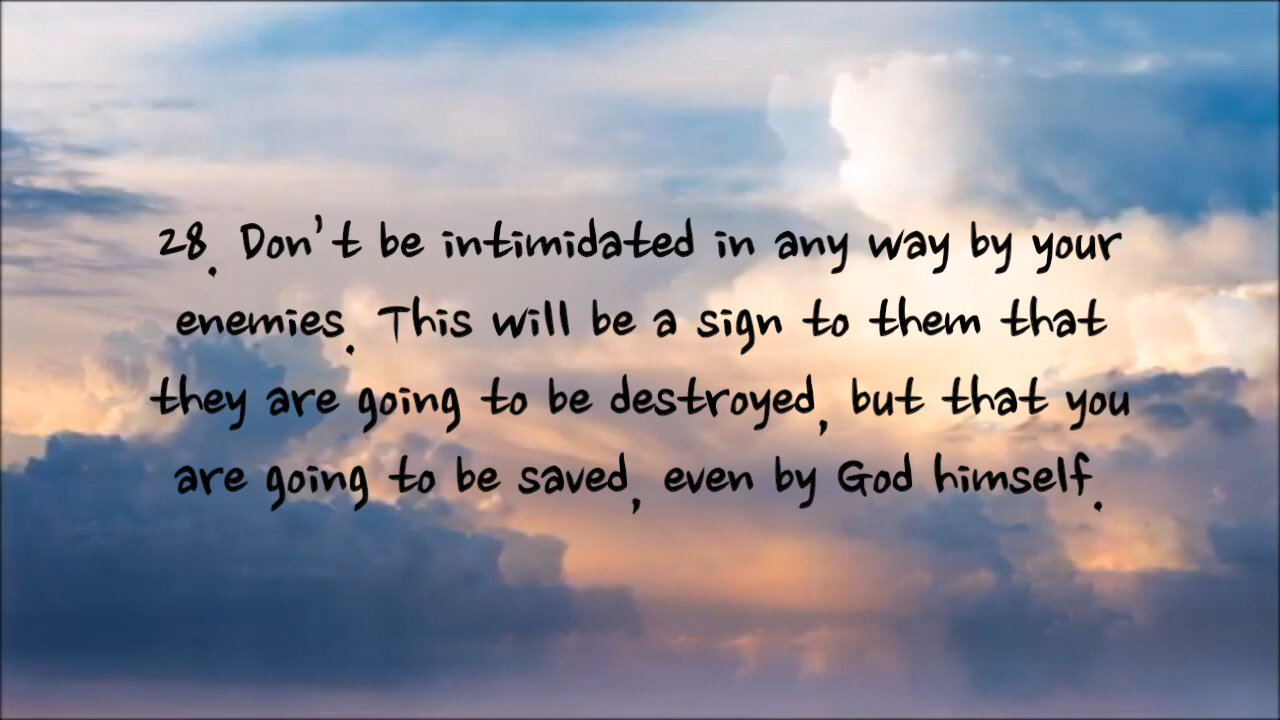 28. Don't be intimidated in any way by your
enemies. This will be a sign to them that
they are going to be destroyed, but that you
are going to be saved, even by God himself.